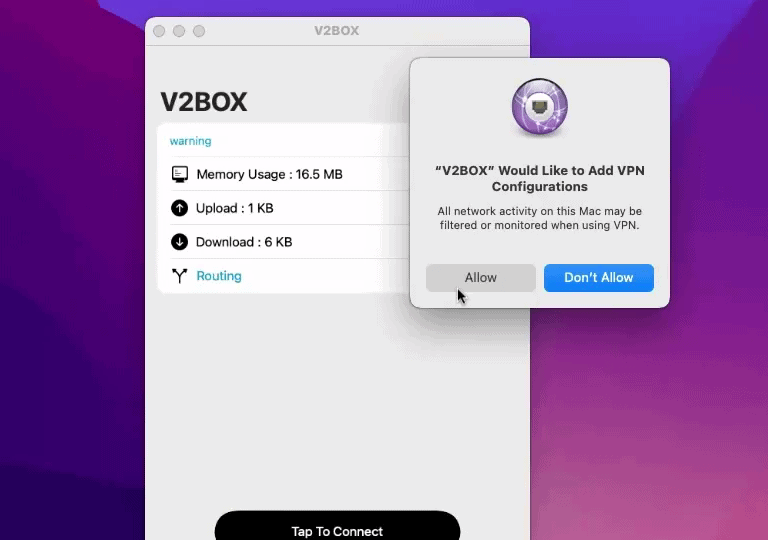 V2BOX
V2BOX
warning
Memory Usage : 16.5 MB
Upload : 1 KB
Download : 6 KB
Routing
Tap To Connect
“V2BOX” Would Like to Add VPN
Configurations
All network activity on this Mac may be
filtered or monitored when using VPN.
Allow
Don’t Allow